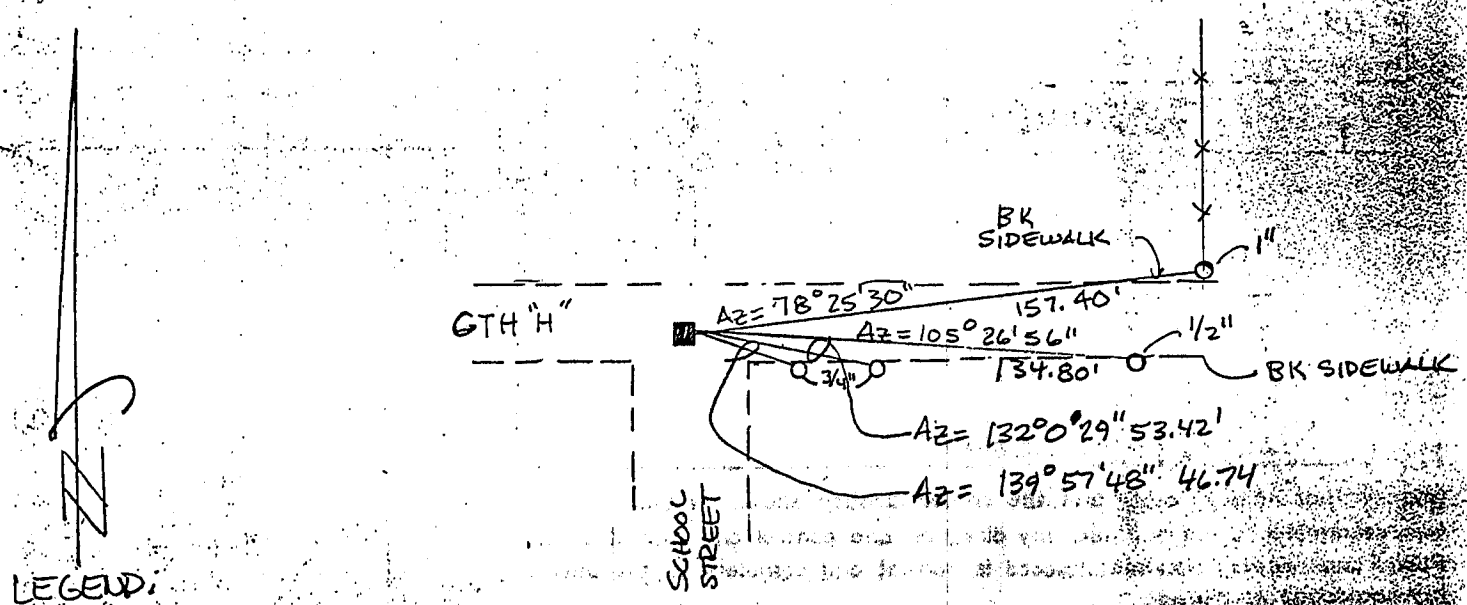 BK
SIDEWALK
1"
Az= 78°25'30"
157.40'
CTH "H"
Az= 105°26'56"
1/2"
134.80'
BK SIDEWALK
3/4"
Az= 132°0'29" 53.42'
Az= 139°57'48" 46.74
SCHOOL
STREET
N
LEGEND: